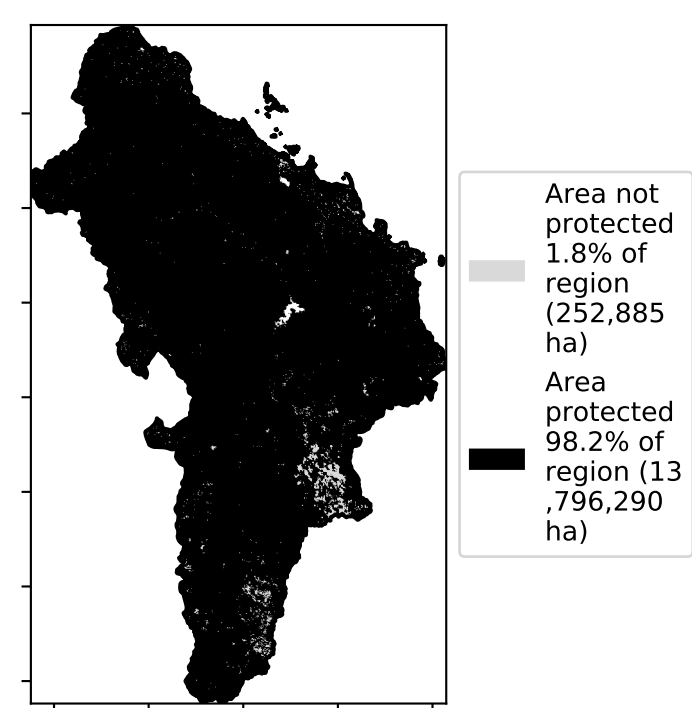 Area not
protected
1.8% of
region
(252,885
ha)
Area
protected
98.2% of
region (13
,796,290
ha)